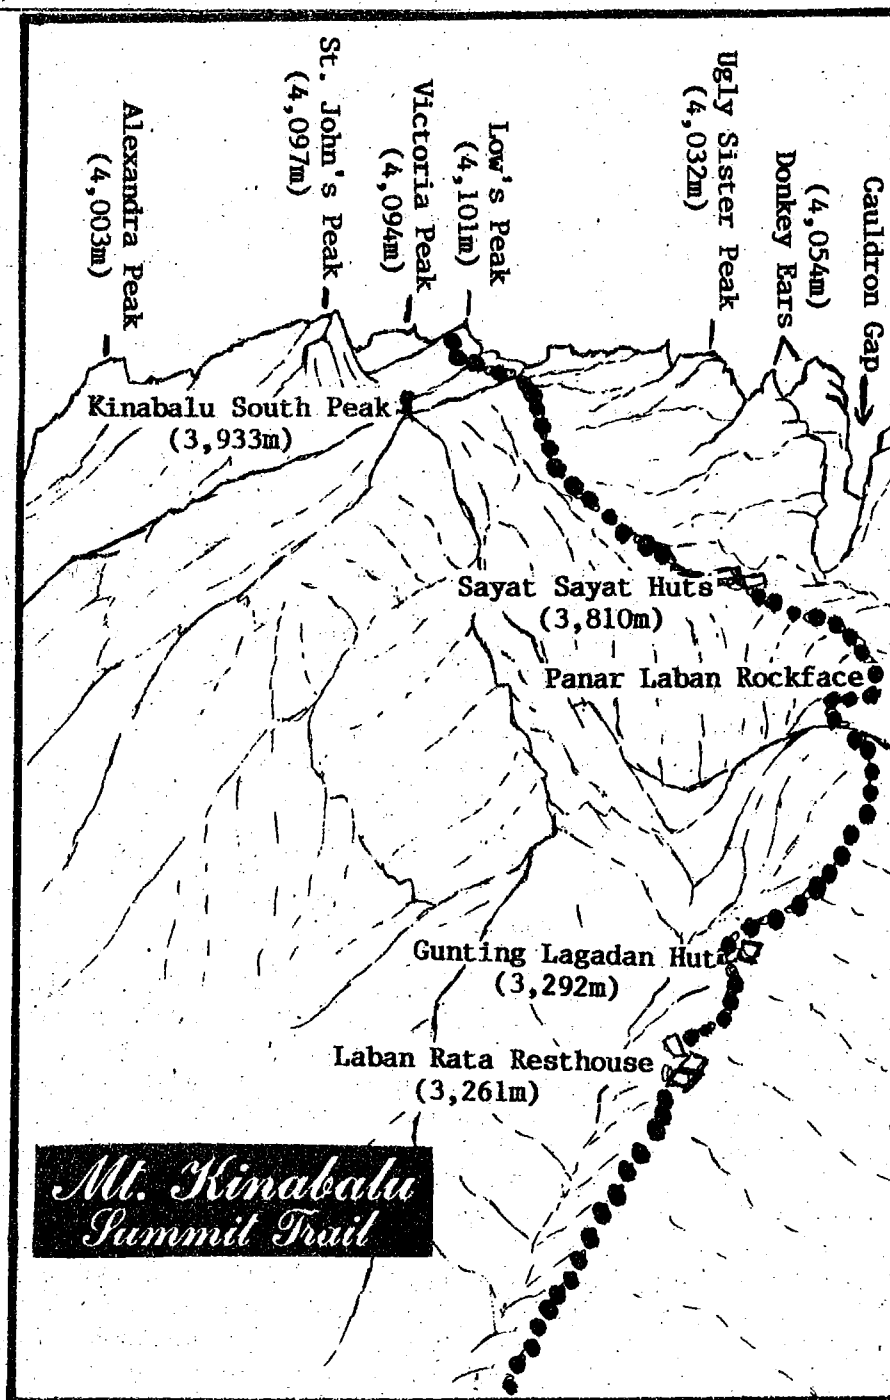 Alexandra Peak
(4,003m)
St. John's Peak
(4,097m)
Victoria Peak
(4,094m)
Low's Peak
(4,101m)
Ugly Sister Peak
(4,032m)
Donkey Ears
(4,054m)
Cauldron Gap
Kinabalu South Peak
(3,933m)
Sayat Sayat Huts
(3,810m)
Panar Laban Rockface
Gunting Lagadan Hut
(3,292m)
Laban Rata Resthouse
(3,261m)
Mt. Kinabalu
Summit Trail